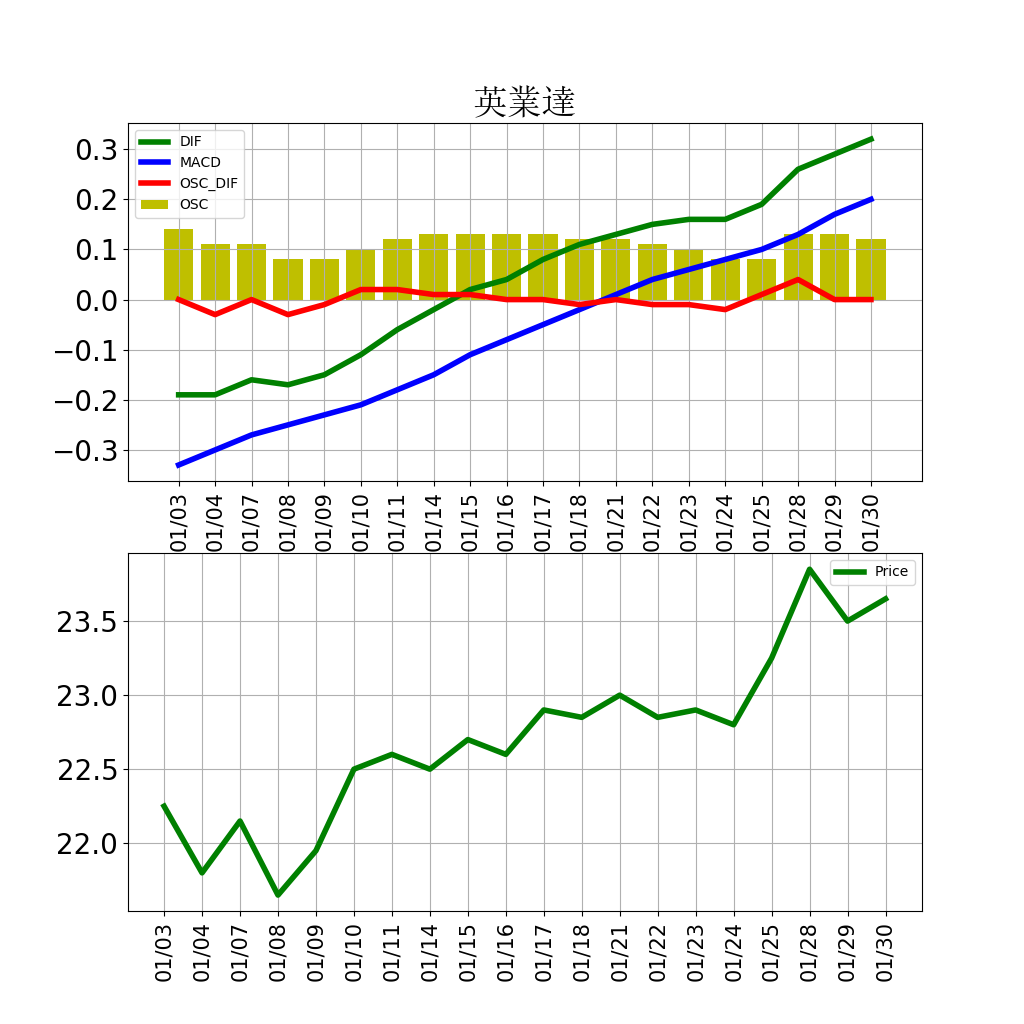 英業達
DIF
MACD
OSC_DIF
OSC
0.3
0.2
0.1
0.0
−0.1
−0.2
−0.3
01/03 01/04 01/07 01/08 01/09 01/10 01/11 01/14 01/15 01/16 01/17 01/18 01/21 01/22 01/23 01/24 01/25 01/28 01/29 01/30
Price
23.5
23.0
22.5
22.0
01/03 01/04 01/07 01/08 01/09 01/10 01/11 01/14 01/15 01/16 01/17 01/18 01/21 01/22 01/23 01/24 01/25 01/28 01/29 01/30